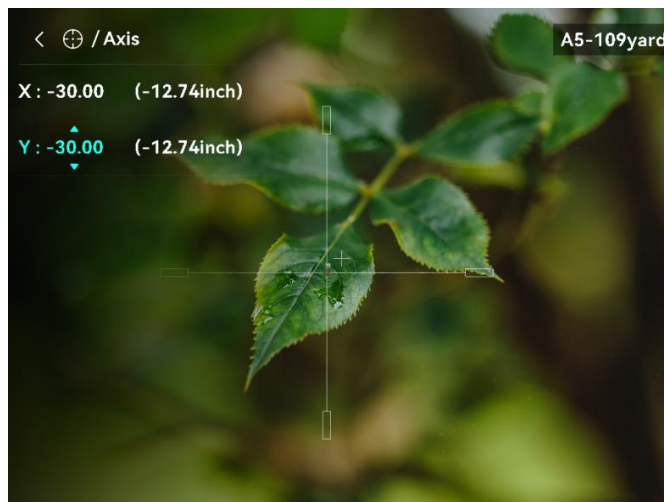 / Axis
A5-109yard
X : -30.00 (-12.74inch)
Y : -30.00 (-12.74inch)